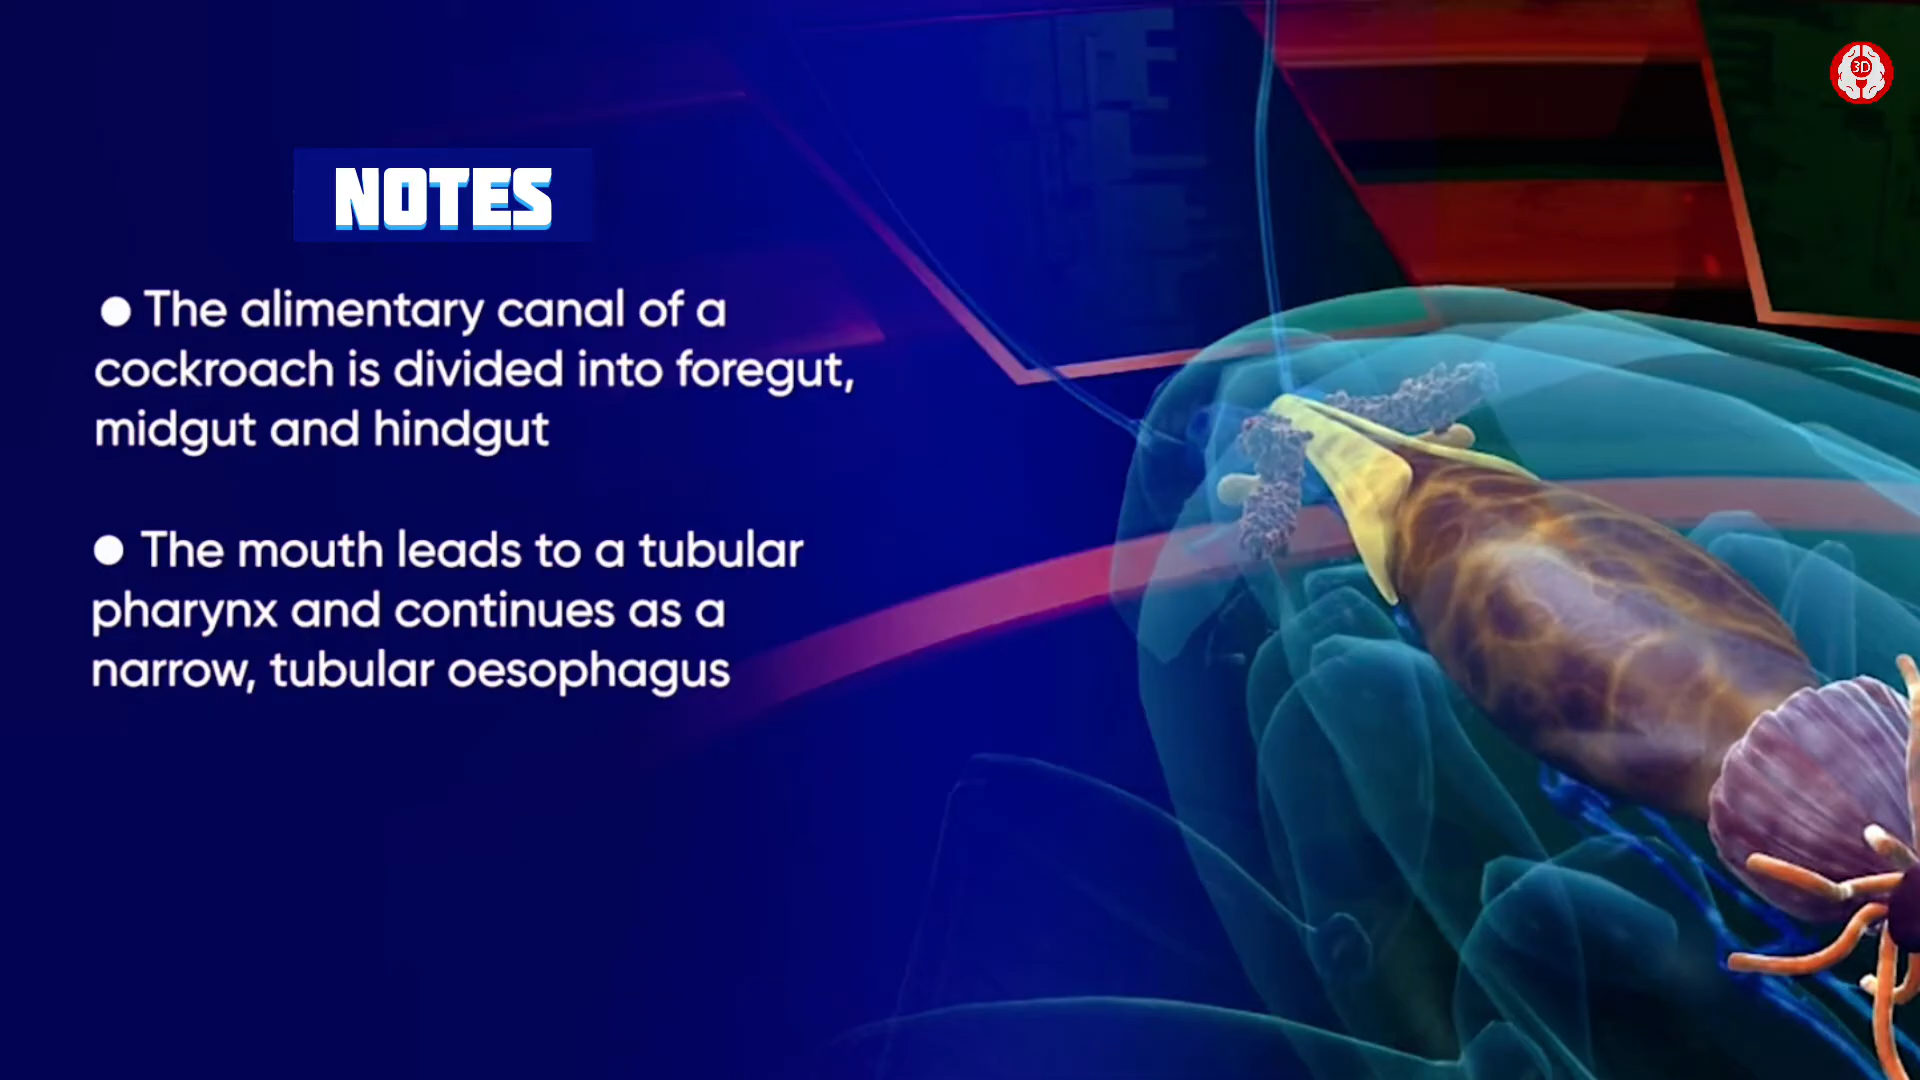 3D
NOTES
● The alimentary canal of a
cockroach is divided into foregut,
midgut and hindgut
● The mouth leads to a tubular
pharynx and continues as a
narrow, tubular oesophagus